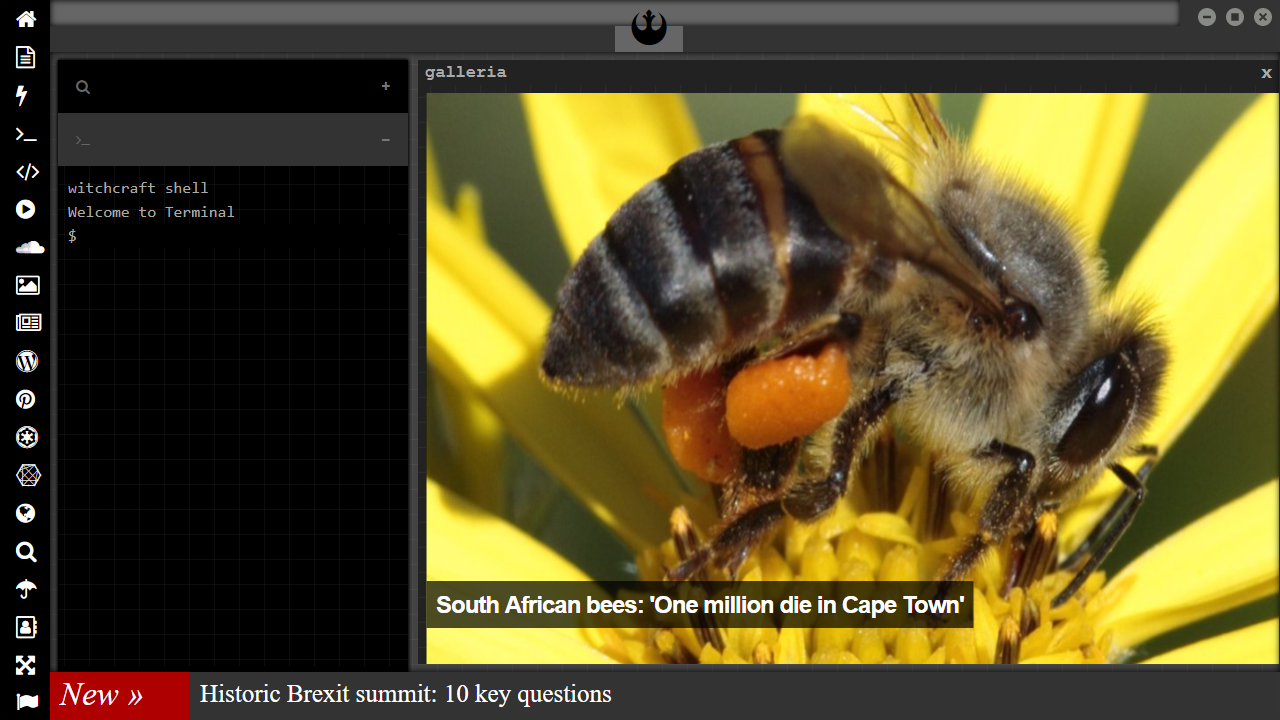 galleria
x
+
>_
−
witchcraft shell
Welcome to Terminal
$
South African bees: 'One million die in Cape Town'
New »
Historic Brexit summit: 10 key questions